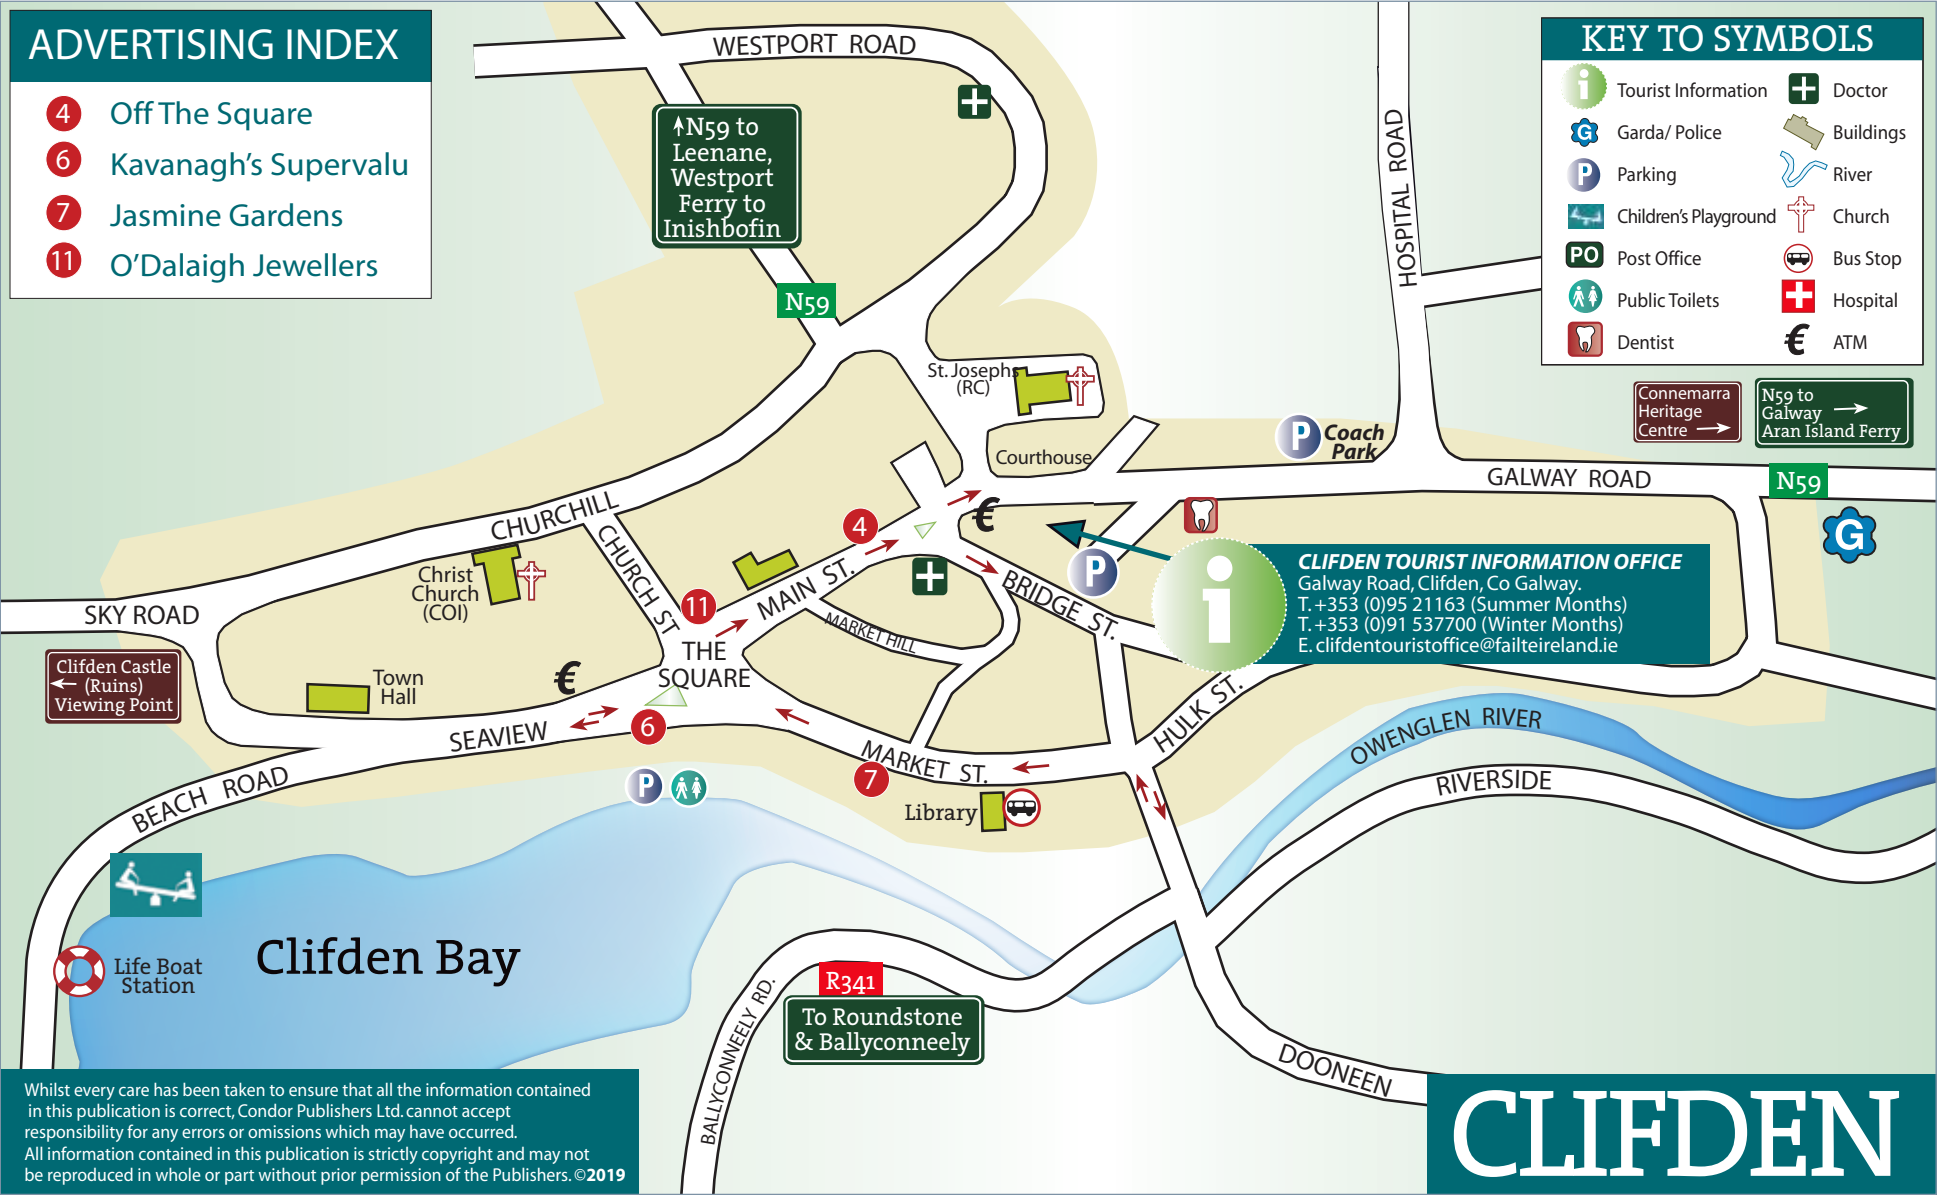 ADVERTISING INDEX
4 Off The Square
6 Kavanagh's Supervalu
7 Jasmine Gardens
11 O'Dalaigh Jewellers
WESTPORT ROAD
N59 to
Leenane,
Westport
Ferry to
Inishbofin
N59
HOSPITAL ROAD
KEY TO SYMBOLS
i Tourist Information
Doctor
G Garda/ Police
Buildings
P Parking
River
Children's Playground
Church
PO Post Office
Bus Stop
Public Toilets
Hospital
Dentist
€ ATM
Connemarra
Heritage
Centre
N59 to
Galway
Aran Island Ferry
St. Josephs
(RC)
P Coach
Park
Courthouse
GALWAY ROAD
N59
G
CHURCHILL
CHURCH ST
4
€
Christ
Church
(COI)
SKY ROAD
11
MAIN ST.
MARKET HILL
BRIDGE ST.
P
i
CLIFDEN TOURIST INFORMATION OFFICE
Galway Road, Clifden, Co Galway.
T. +353 (0)95 21163 (Summer Months)
T. +353 (0)91 537700 (Winter Months)
E. clifdentouristoffice@failteireland.ie
THE
SQUARE
Clifden Castle
(Ruins)
Viewing Point
Town
Hall
€
6
SEAVIEW
BEACH ROAD
P
7
MARKET ST.
HULK ST.
OWENGLEN RIVER
RIVERSIDE
Library
Clifden Bay
Life Boat
Station
R341
To Roundstone
& Ballyconneely
BALLYCONNEELY RD.
DOONEEN
Whilst every care has been taken to ensure that all the information contained
in this publication is correct, Condor Publishers Ltd. cannot accept
responsibility for any errors or omissions which may have occurred.
All information contained in this publication is strictly copyright and may not
be reproduced in whole or part without prior permission of the Publishers. ©2019
CLIFDEN